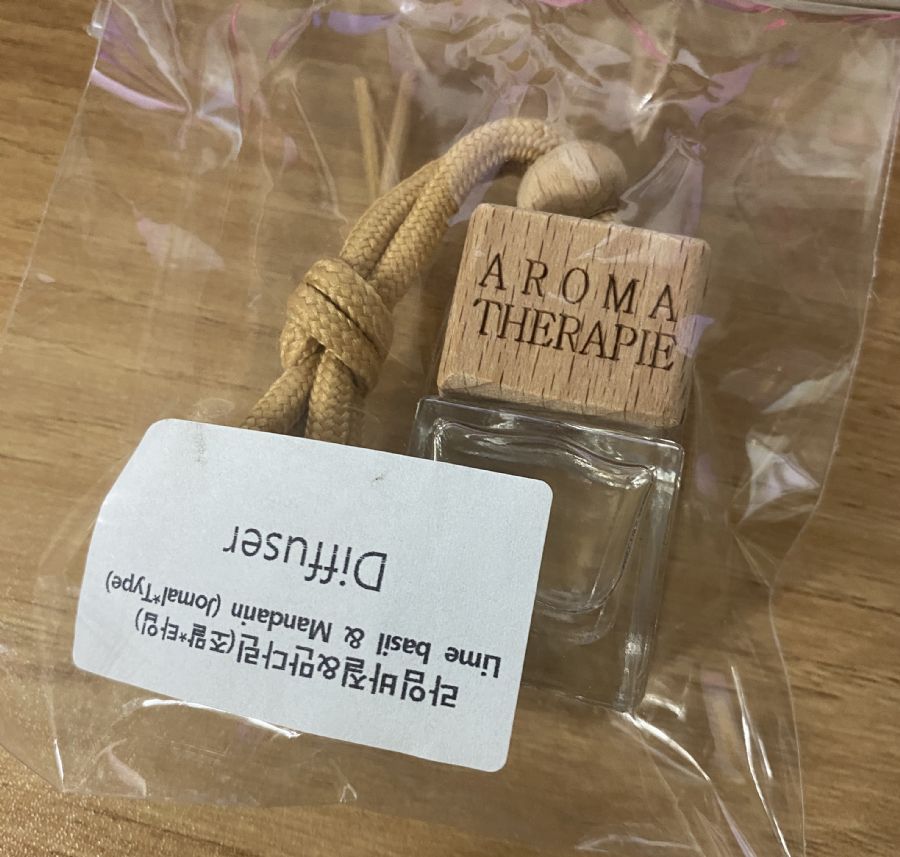 AROMA
THERAPIE
라임바질&만다린(조*말*타입)
Lime basil & Mandarin (Jomal*Type)
Diffuser